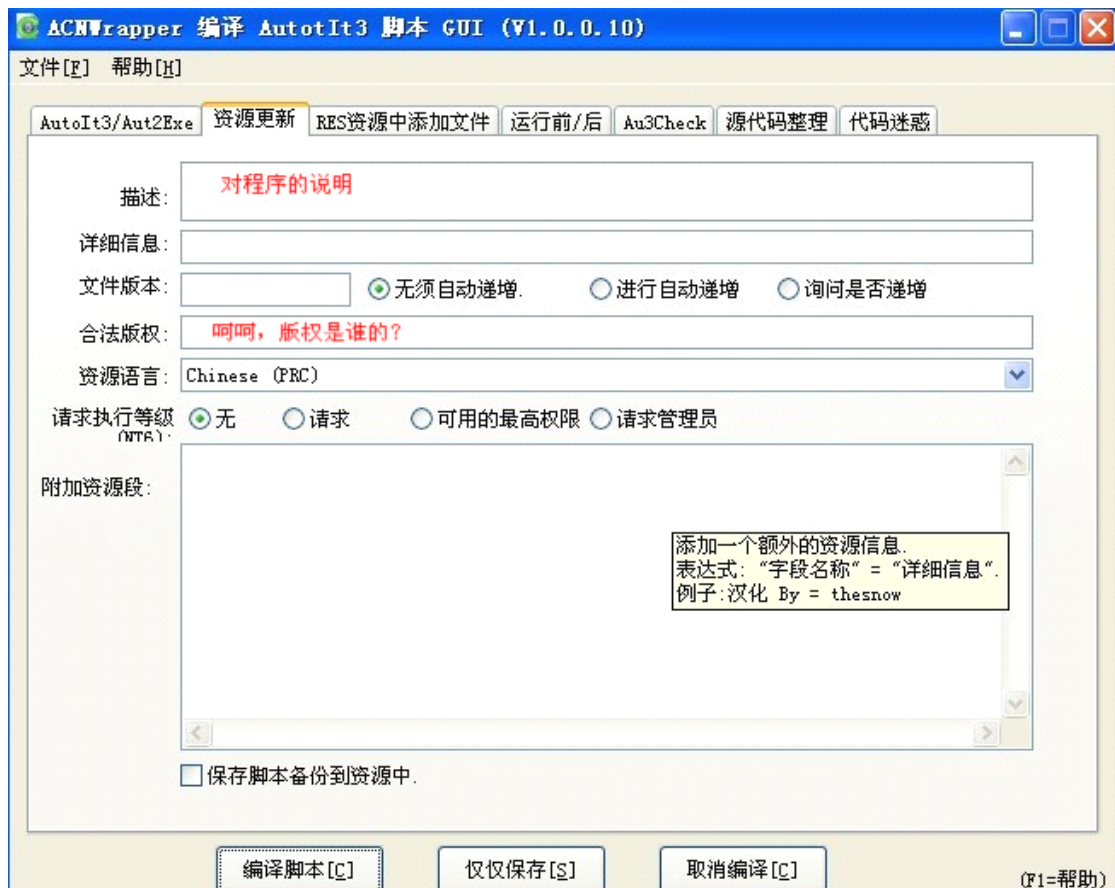 ACNWrapper 编译 AutotIt3 脚本 GUI (V1.0.0.10)
文件[F] 帮助[H]
AutoIt3/Aut2Exe 资源更新 RES资源中添加文件 运行前/后 Au3Check 源代码整理 代码迷惑
描述: 对程序的说明
详细信息:
文件版本: 无须自动递增. 进行自动递增 询问是否递增
合法版权: 呵呵，版权是谁的?
资源语言: Chinese (PRC)
请求执行等级 无 请求 可用的最高权限 请求管理员
(NT6):
附加资源段:
添加一个额外的资源信息.
表达式: "字段名称" = "详细信息".
例子:汉化 By = thesnow
保存脚本备份到资源中.
编译脚本[C] 仅仅保存[S] 取消编译[C] (F1=帮助)